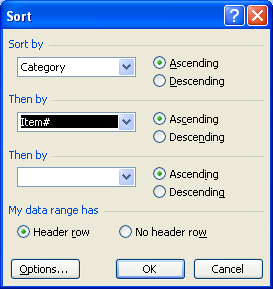 Sort
Sort by
Category
Ascending
Descending
Then by
Item#
Ascending
Descending
Then by
Ascending
Descending
My data range has
Header row
No header row
Options...
OK
Cancel